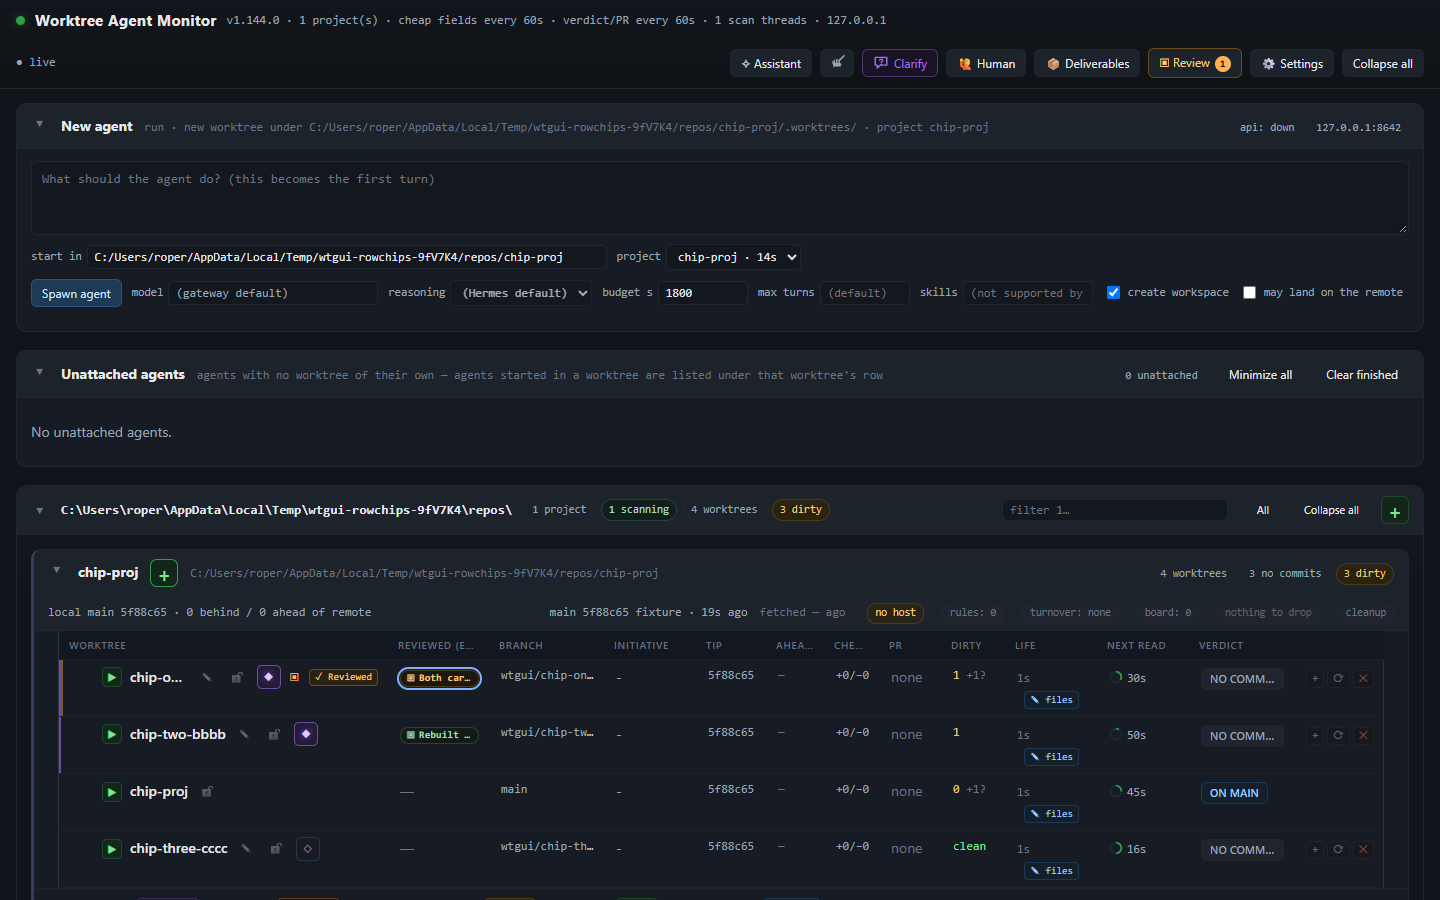 Worktree Agent Monitor v1.144.0 · 1 project(s) · cheap fields every 60s · verdict/PR every 60s · 1 scan threads · 127.0.0.1
● live
✧ Assistant
Clarify
Human
Deliverables
Review 1
Settings
Collapse all
▼ New agent run · new worktree under C:/Users/roper/AppData/Local/Temp/wtgui-rowchips-9fV7K4/repos/chip-proj/.worktrees/ · project chip-proj api: down 127.0.0.1:8642
What should the agent do? (this becomes the first turn)
start in C:/Users/roper/AppData/Local/Temp/wtgui-rowchips-9fV7K4/repos/chip-proj project chip-proj · 14s
Spawn agent model (gateway default) reasoning (Hermes default) budget s 1800 max turns (default) skills (not supported by create workspace may land on the remote
▼ Unattached agents agents with no worktree of their own — agents started in a worktree are listed under that worktree's row 0 unattached Minimize all Clear finished
No unattached agents.
▼ C:\Users\roper\AppData\Local\Temp\wtgui-rowchips-9fV7K4\repos\ 1 project 1 scanning 4 worktrees 3 dirty filter 1… All Collapse all +
▼ chip-proj + C:/Users/roper/AppData/Local/Temp/wtgui-rowchips-9fV7K4/repos/chip-proj 4 worktrees 3 no commits 3 dirty
local main 5f88c65 · 0 behind / 0 ahead of remote main 5f88c65 fixture · 19s ago fetched — ago no host rules: 0 turnover: none board: 0 nothing to drop cleanup
WORKTREE REVIEWED (E... BRANCH INITIATIVE TIP AHEA... CHE... PR DIRTY LIFE NEXT READ VERDICT
▶ chip-o... ◆ ✓ Reviewed Both car… wtgui/chip-on… - 5f88c65 — +0/−0 none 1 +1? 1s 30s NO COMM... +
files
▶ chip-two-bbbb ◆ Rebuilt … wtgui/chip-tw… - 5f88c65 — +0/−0 none 1 1s 50s NO COMM... +
files
▶ chip-proj — main - 5f88c65 — +0/−0 none 0 +1? 1s 45s ON MAIN
files
▶ chip-three-cccc ◇ — wtgui/chip-th… - 5f88c65 — +0/−0 none clean 1s 16s NO COMM... +
files